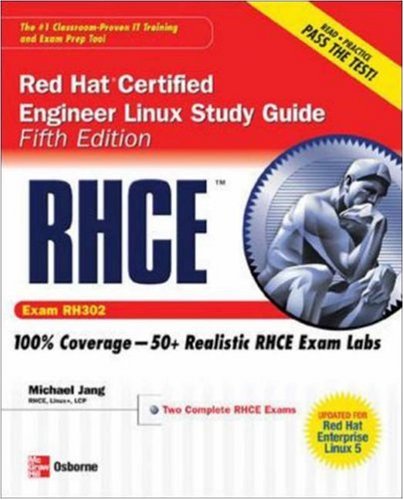 The #1 Classroom-Proven IT Training
and Exam Prep Tool
READ • PRACTICE
PASS THE TEST!
Red Hat® Certified
Engineer Linux Study Guide
Fifth Edition
RHCE™
Exam RH302
100% Coverage—50+ Realistic RHCE Exam Labs
Michael Jang
RHCE, Linux+, LCP
Two Complete RHCE Exams
UPDATED FOR
Red Hat
Enterprise
Linux 5
Mc
Graw
Hill
Osborne